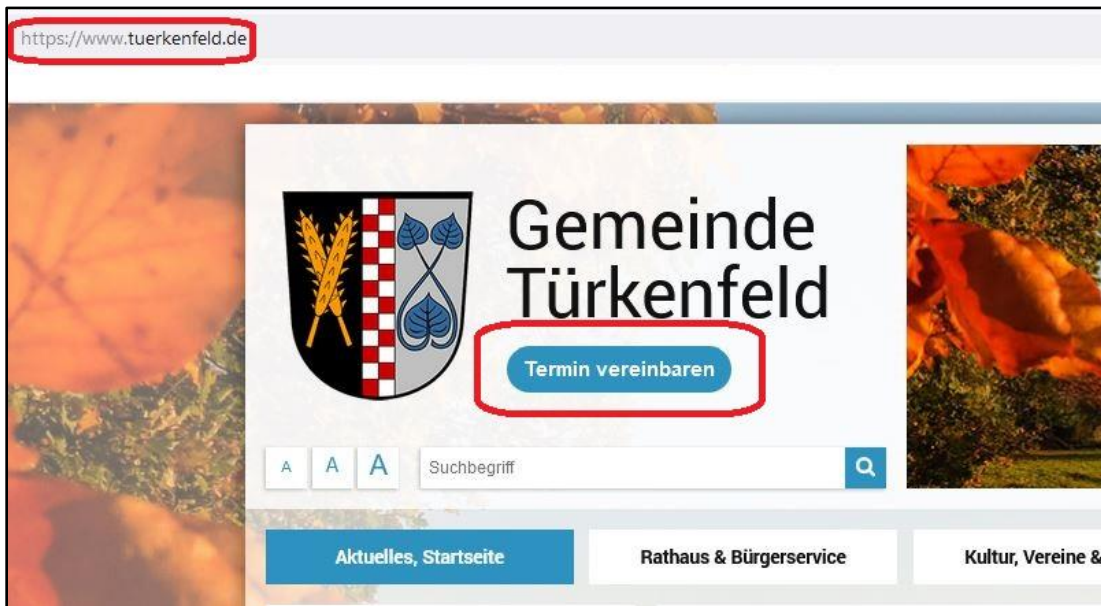 https://www.tuerkenfeld.de
Gemeinde
Türkenfeld
Termin vereinbaren
A A A Suchbegriff
Aktuelles, Startseite Rathaus & Bürgerservice Kultur, Vereine &